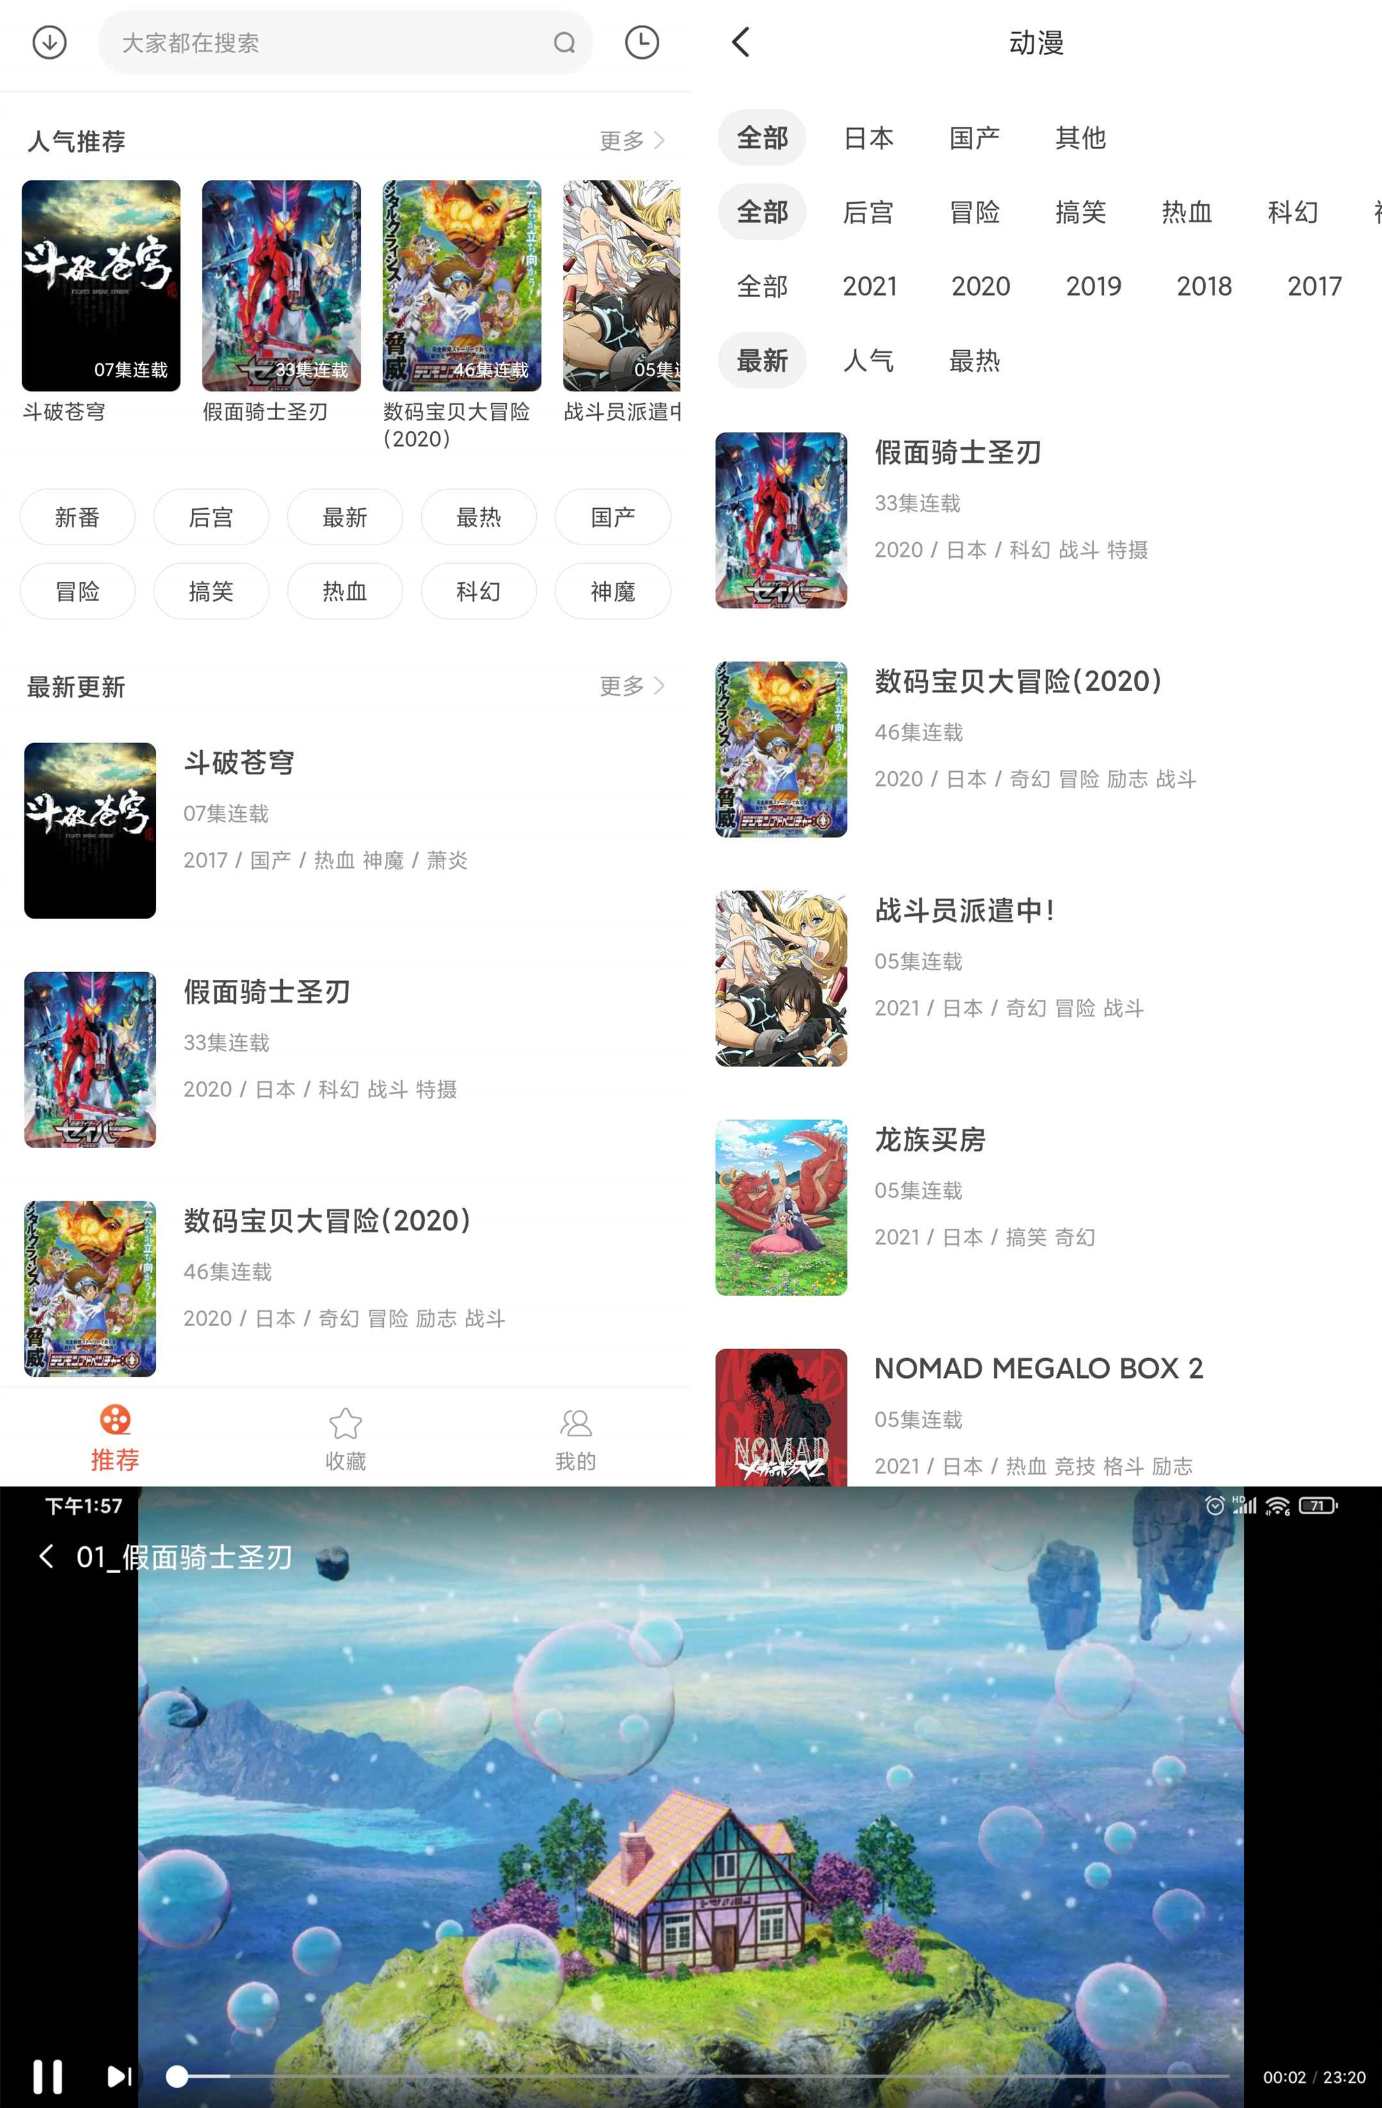 大家都在搜索
人气推荐
更多
斗破苍穹
07集连载
33集连载
46集连载
05集
斗破苍穹
假面骑士圣刃
数码宝贝大冒险
(2020)
战斗员派遣中
新番
后宫
最新
最热
国产
冒险
搞笑
热血
科幻
神魔
最新更新
更多
斗破苍穹
斗破苍穹
07集连载
2017 / 国产 / 热血 神魔 / 萧炎
假面骑士圣刃
33集连载
2020 / 日本 / 科幻 战斗 特摄
数码宝贝大冒险(2020)
46集连载
2020 / 日本 / 奇幻 冒险 励志 战斗
推荐
收藏
我的
动漫
全部 日本 国产 其他
全部 后宫 冒险 搞笑 热血 科幻
全部 2021 2020 2019 2018 2017
最新 人气 最热
假面骑士圣刃
33集连载
2020 / 日本 / 科幻 战斗 特摄
数码宝贝大冒险(2020)
46集连载
2020 / 日本 / 奇幻 冒险 励志 战斗
战斗员派遣中!
05集连载
2021 / 日本 / 奇幻 冒险 战斗
龙族买房
05集连载
2021 / 日本 / 搞笑 奇幻
NOMAD
NOMAD MEGALO BOX 2
05集连载
2021 / 日本 / 热血 竞技 格斗 励志
下午1:57
HD
71
01_假面骑士圣刃
00:02 / 23:20